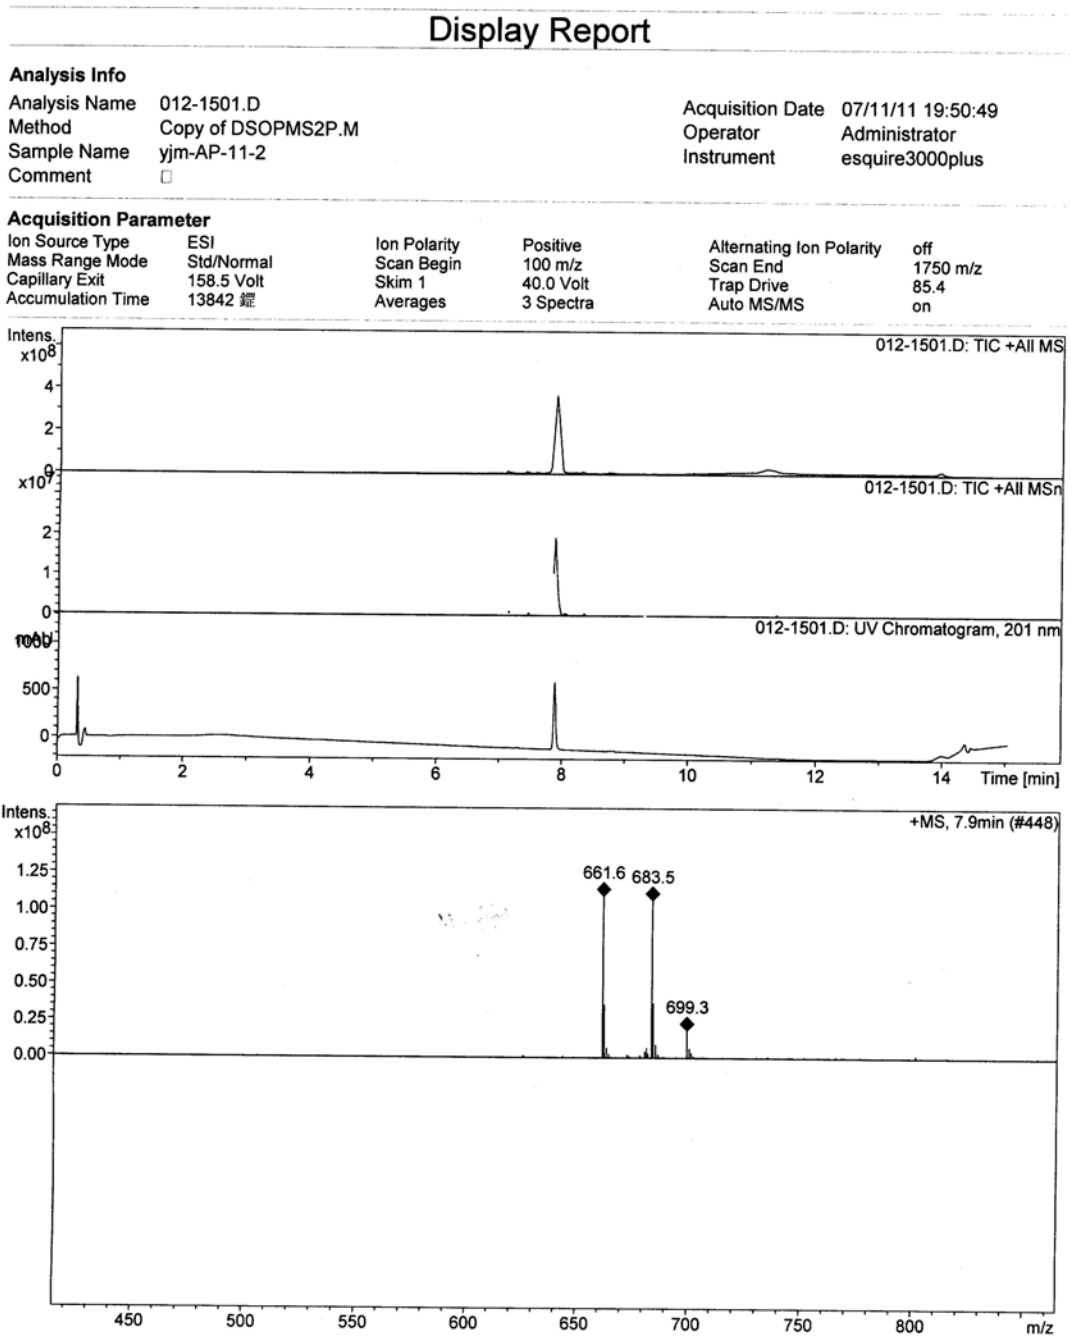 Display Report
Analysis Info
Analysis Name 012-1501.D
Method Copy of DSOPMS2P.M
Sample Name yjm-AP-11-2
Comment
Acquisition Date 07/11/11 19:50:49
Operator Administrator
Instrument esquire3000plus
Acquisition Parameter
Ion Source Type ESI Ion Polarity Positive Alternating Ion Polarity off
Mass Range Mode Std/Normal Scan Begin 100 m/z Scan End 1750 m/z
Capillary Exit 158.5 Volt Skim 1 40.0 Volt Trap Drive 85.4
Accumulation Time 13842 Averages 3 Spectra Auto MS/MS on
Intens.
x108
012-1501.D: TIC +All MS
4
2
0
x107
012-1501.D: TIC +All MSn
2
1
0
mAU
1000
012-1501.D: UV Chromatogram, 201 nm
500
0
0 2 4 6 8 10 12 14 Time [min]
Intens.
x108
+MS, 7.9min (#448)
1.25
1.00
0.75
0.50
0.25
0.00
661.6 683.5
699.3
450 500 550 600 650 700 750 800 m/z